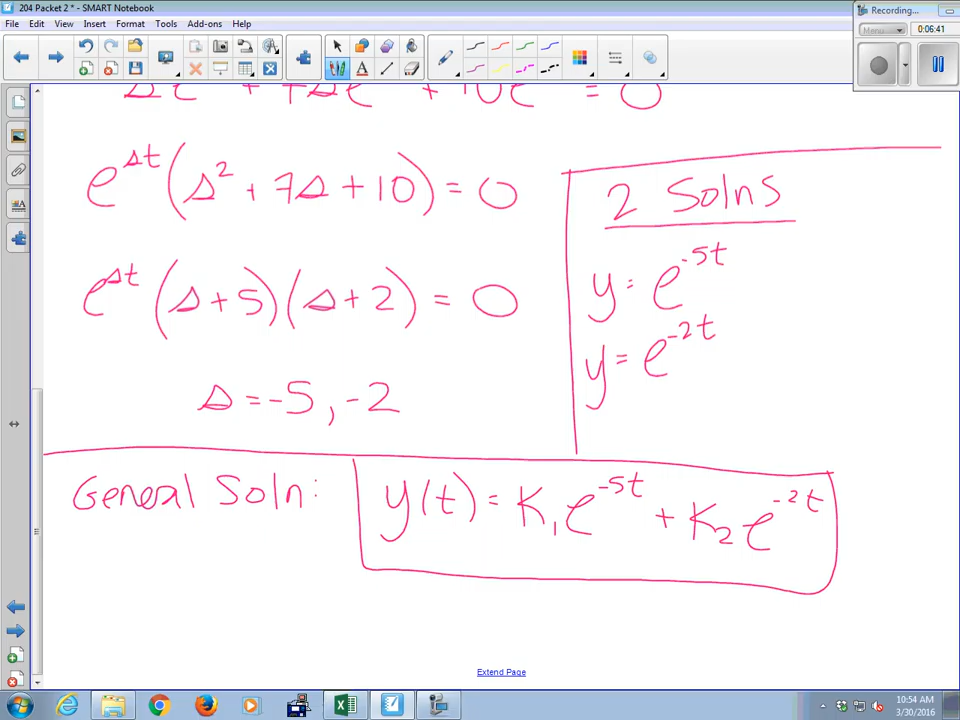 204 Packet 2 * - SMART Notebook
Recording...
File Edit View Insert Format Tools Add-ons Help
Menu
0:06:41
e^{st}(s² + 7s + 10) = 0
2 Solns
e^{st}(s + 5)(s + 2) = 0
y = e^{-5t}
y = e^{-2t}
s = -5, -2
General Soln: y(t) = K₁e^{-5t} + K₂e^{-2t}
Extend Page
10:54 AM
3/30/2016